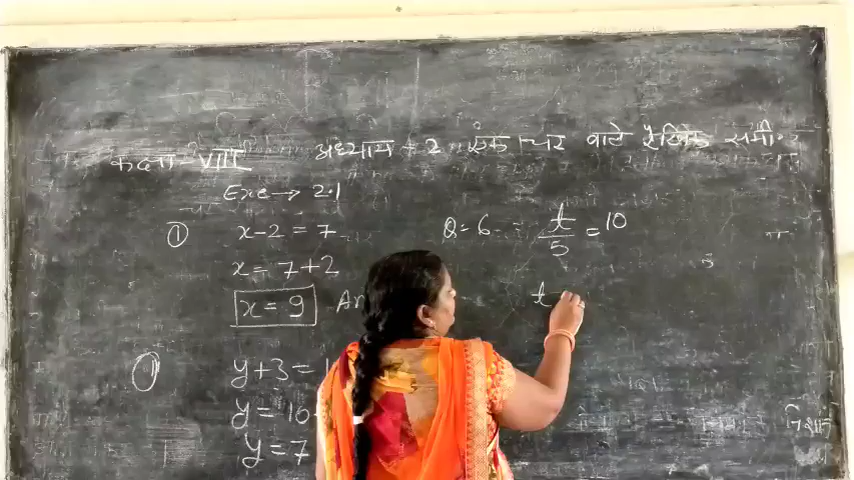 कक्षा - VIII अध्याय - 2 एक चर वाले रैखिक समी
Exe → 2.1
① x-2 = 7
x = 7+2
x = 9 An
y+3 = 1
y = 10
y = 7
Q - 6 t/5 = 10
t